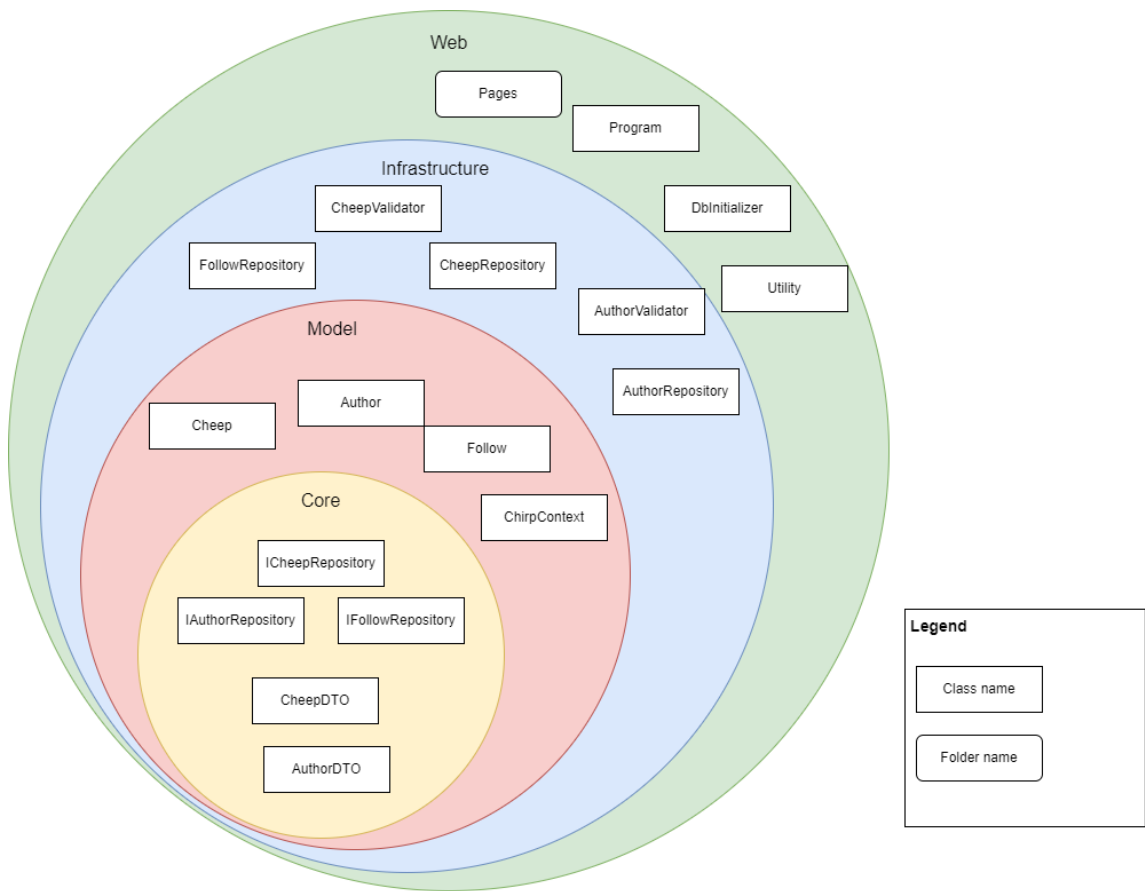 Web
Pages
Program
Infrastructure
CheepValidator
DbInitializer
FollowRepository
CheepRepository
Utility
AuthorValidator
Model
AuthorRepository
Author
Cheep
Follow
Core
ChirpContext
ICheepRepository
IAuthorRepository
IFollowRepository
CheepDTO
AuthorDTO
Legend
Class name
Folder name